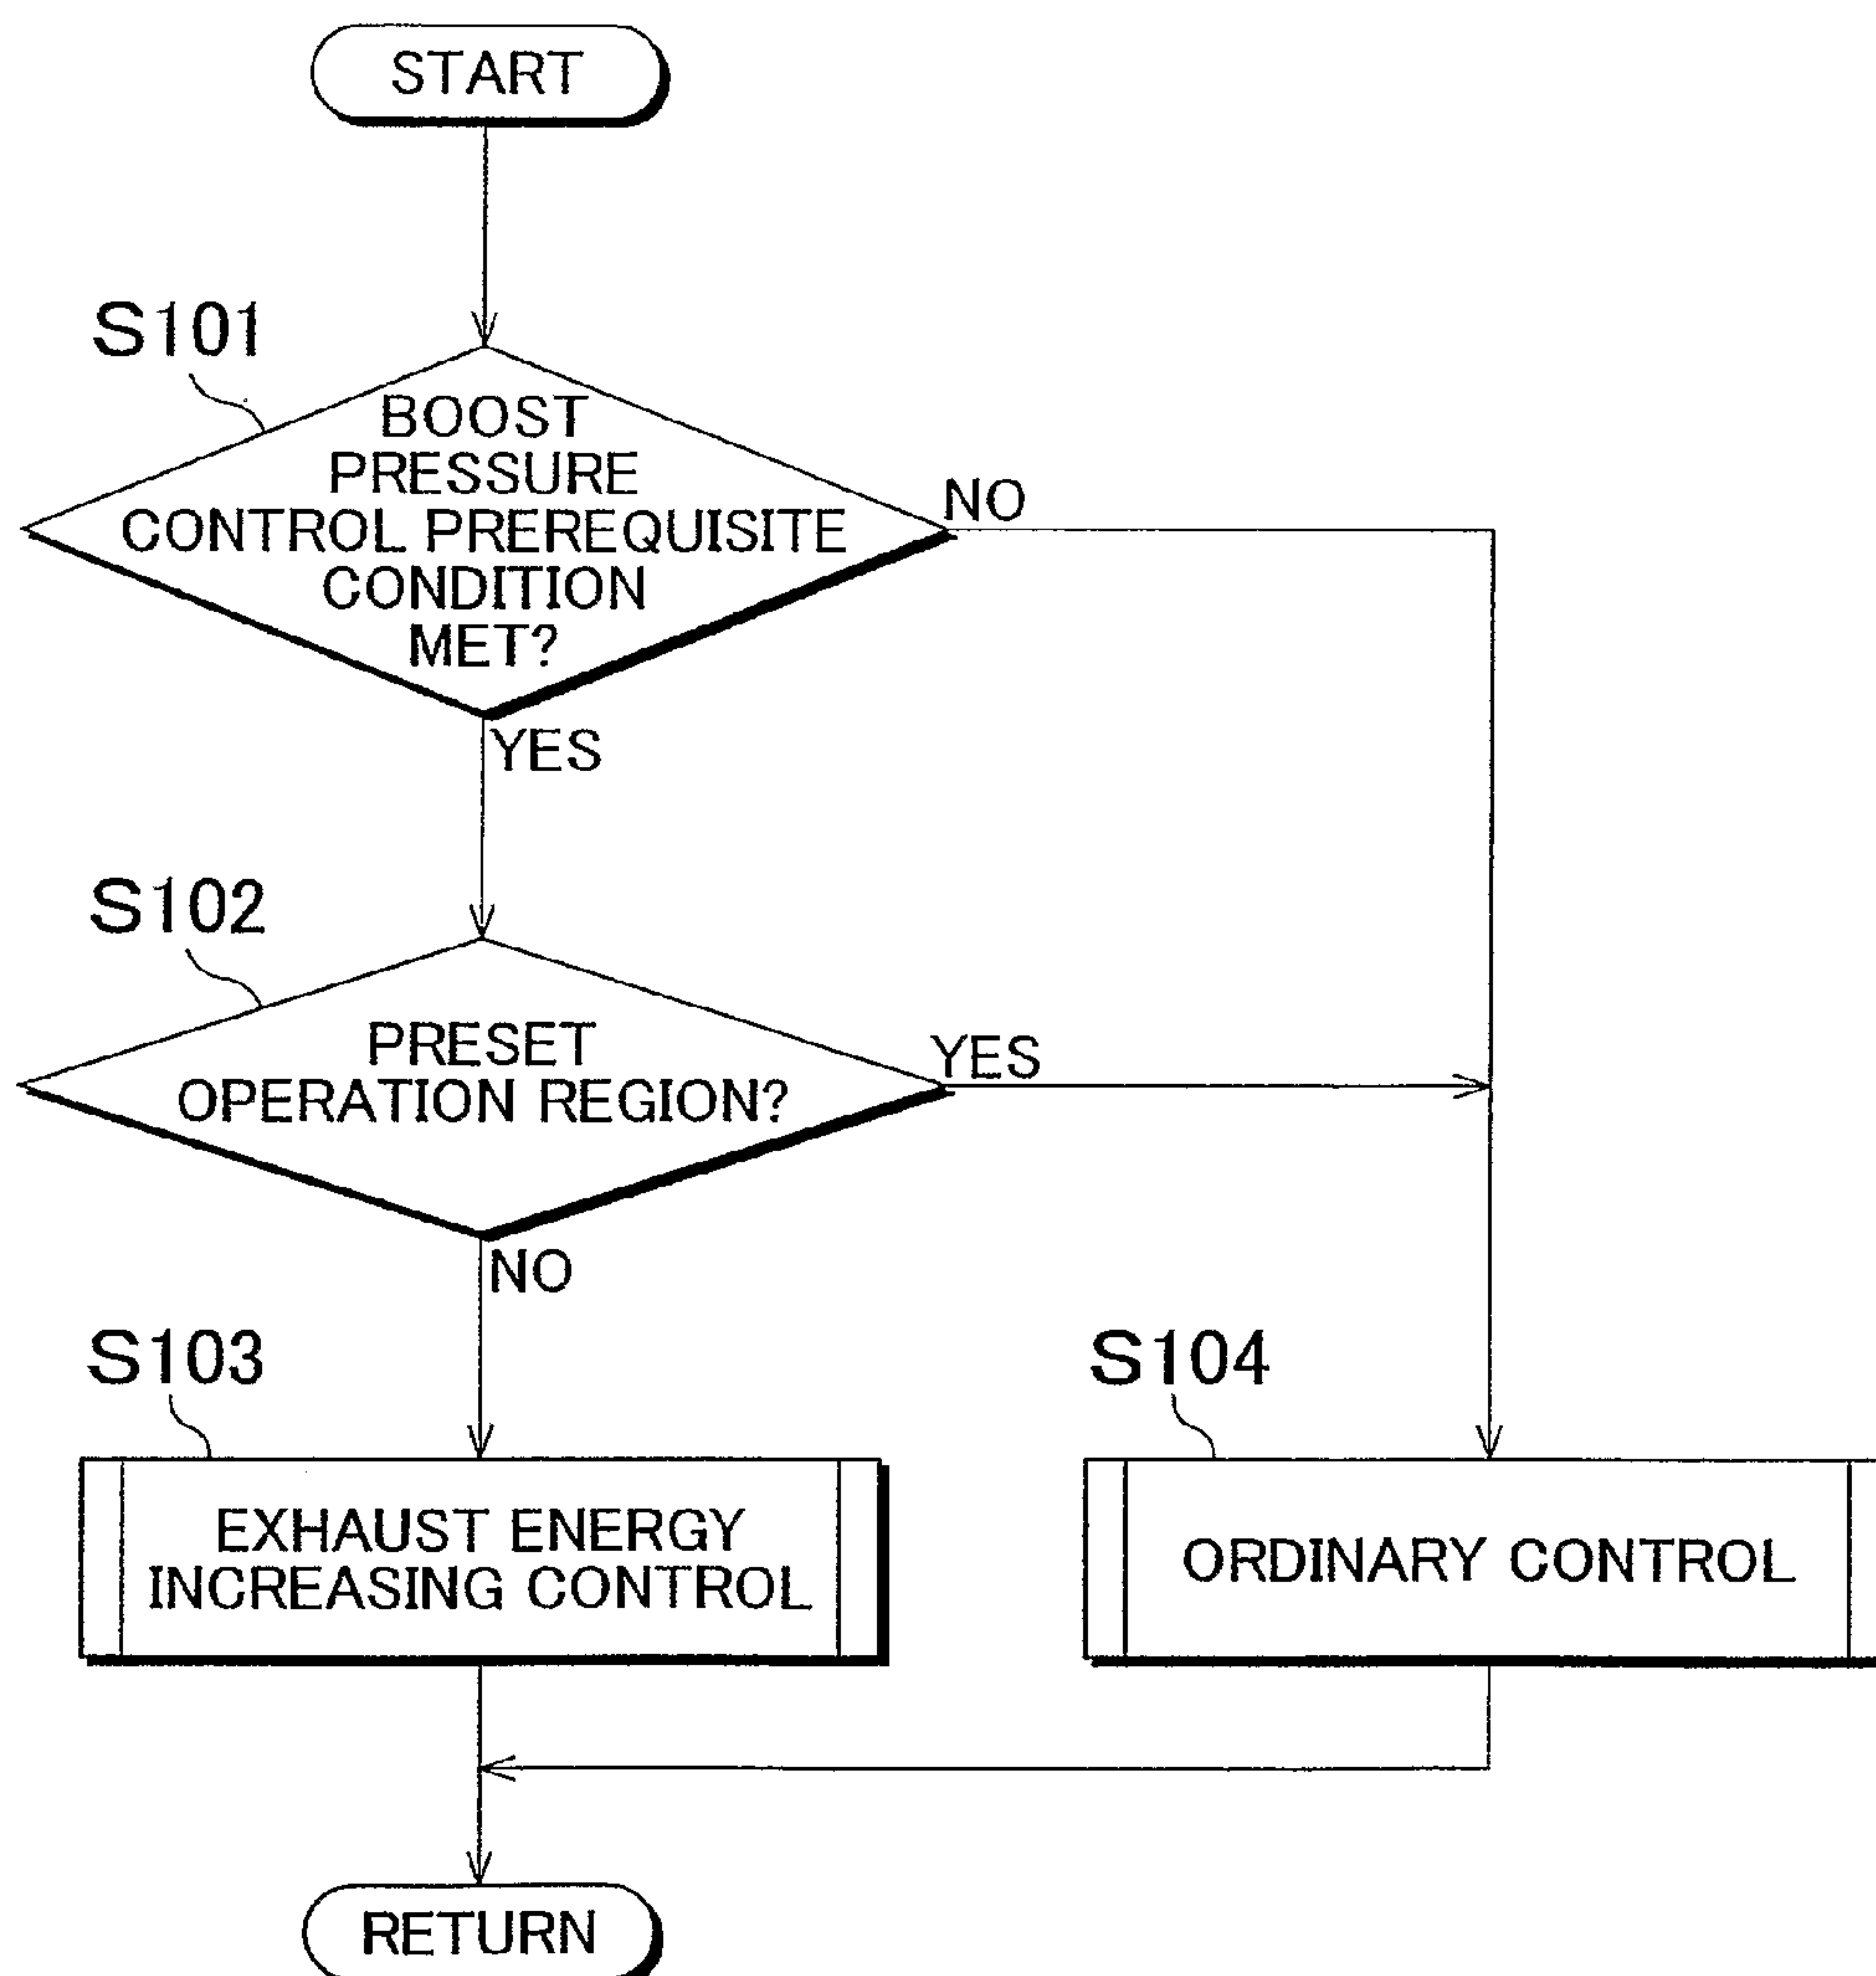 START
S101
BOOST
PRESSURE
CONTROL PREREQUISITE
CONDITION
MET?
NO
YES
S102
PRESET
OPERATION REGION?
YES
NO
S103
EXHAUST ENERGY
INCREASING CONTROL
S104
ORDINARY CONTROL
RETURN